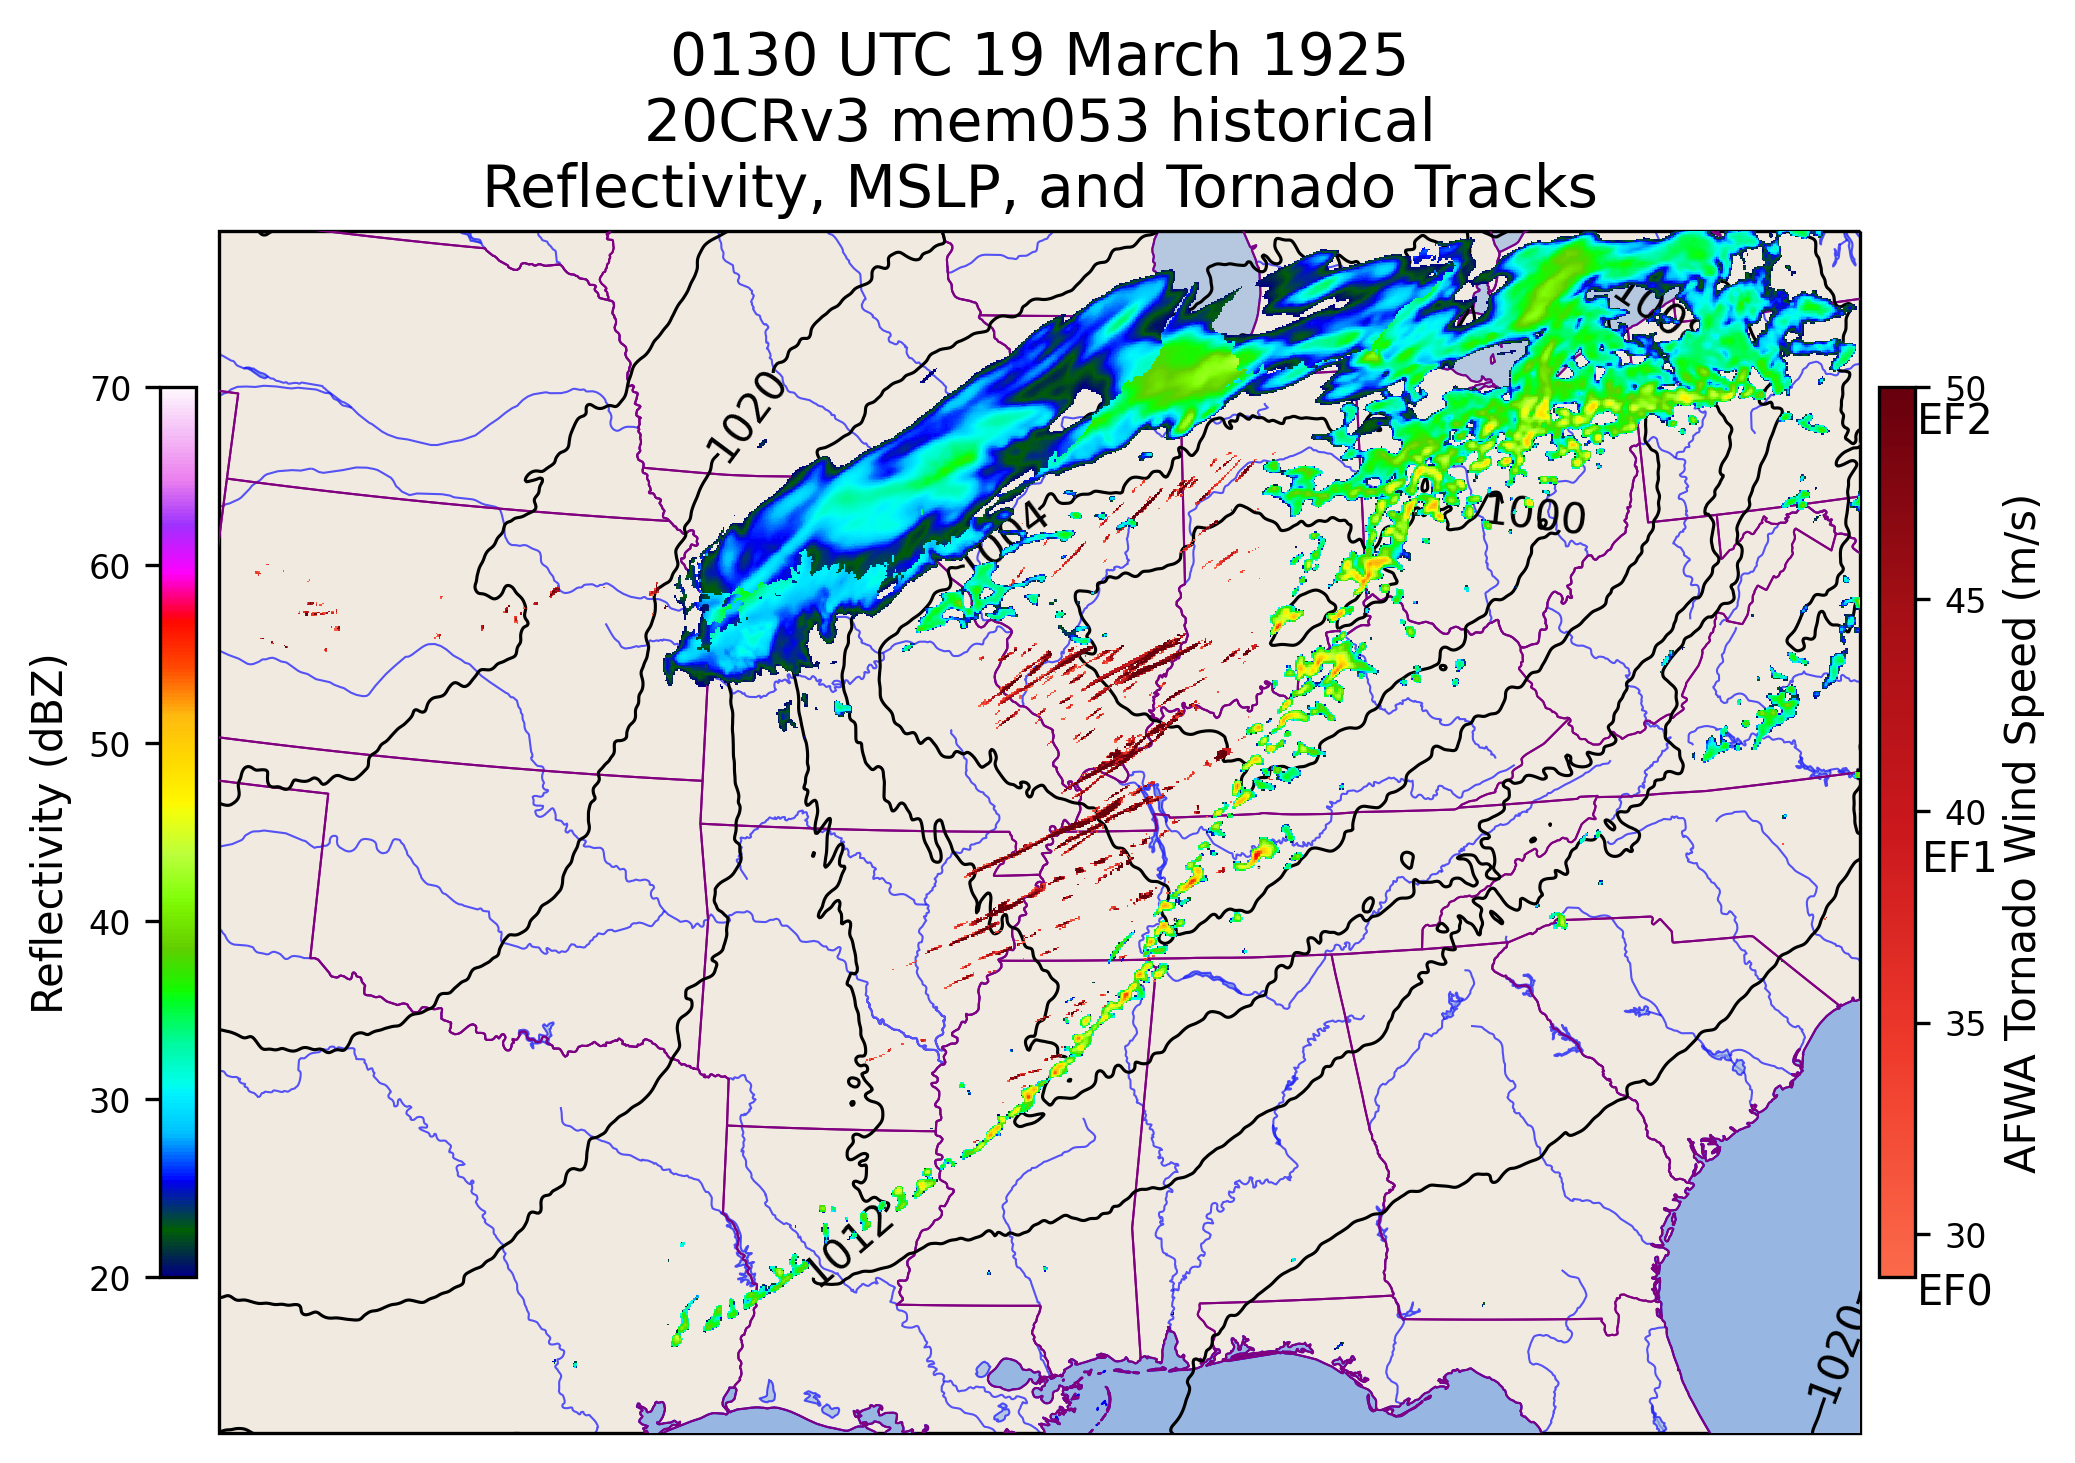 0130 UTC 19 March 1925
20CRv3 mem053 historical
Reflectivity, MSLP, and Tornado Tracks
Reflectivity (dBZ)
70
60
50
40
30
20
1020
1004
1000
1012
1020
50
EF2
45
40
EF1
35
30
EF0
AFWA Tornado Wind Speed (m/s)